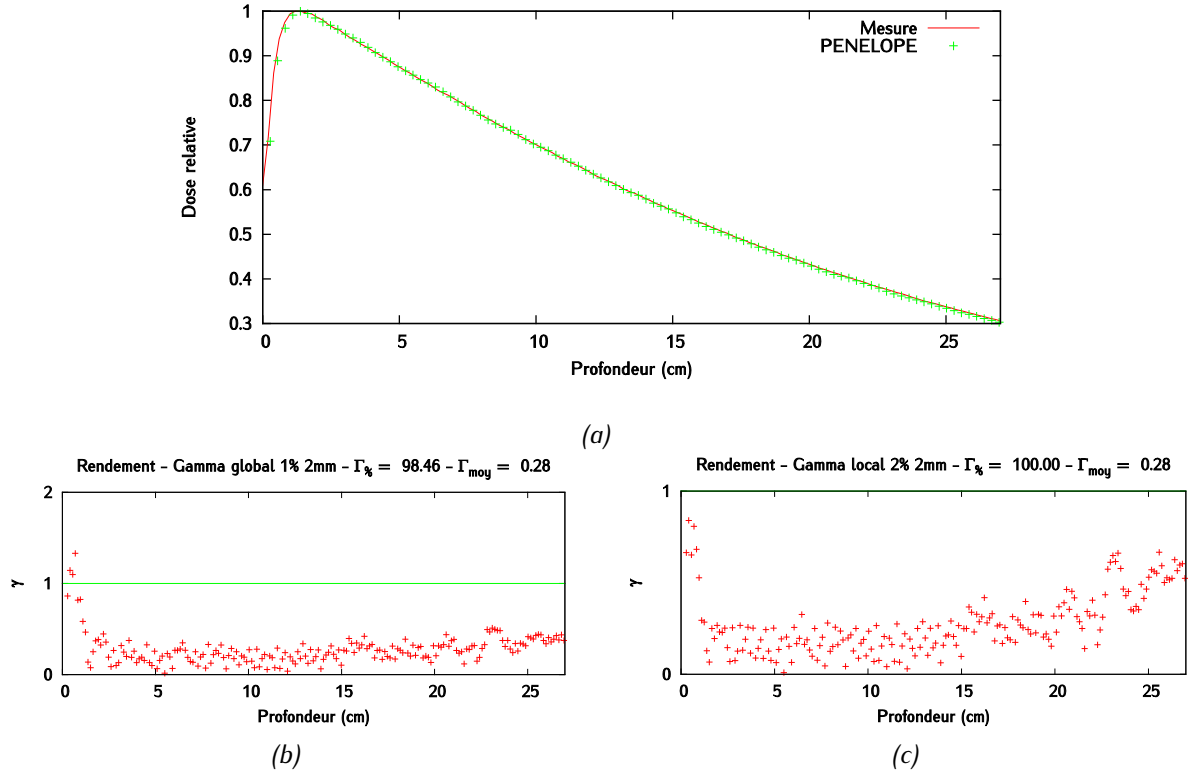 1
0.9
0.8
0.7
0.6
0.5
0.4
0.3
Dose relative
Mesure
PENELOPE
0 5 10 15 20 25
Profondeur (cm)
(a)
Rendement - Gamma global 1% 2mm - Γ% = 98.46 - Γmoy = 0.28
2
1
0
γ
0 5 10 15 20 25
Profondeur (cm)
(b)
Rendement - Gamma local 2% 2mm - Γ% = 100.00 - Γmoy = 0.28
1
0
γ
0 5 10 15 20 25
Profondeur (cm)
(c)